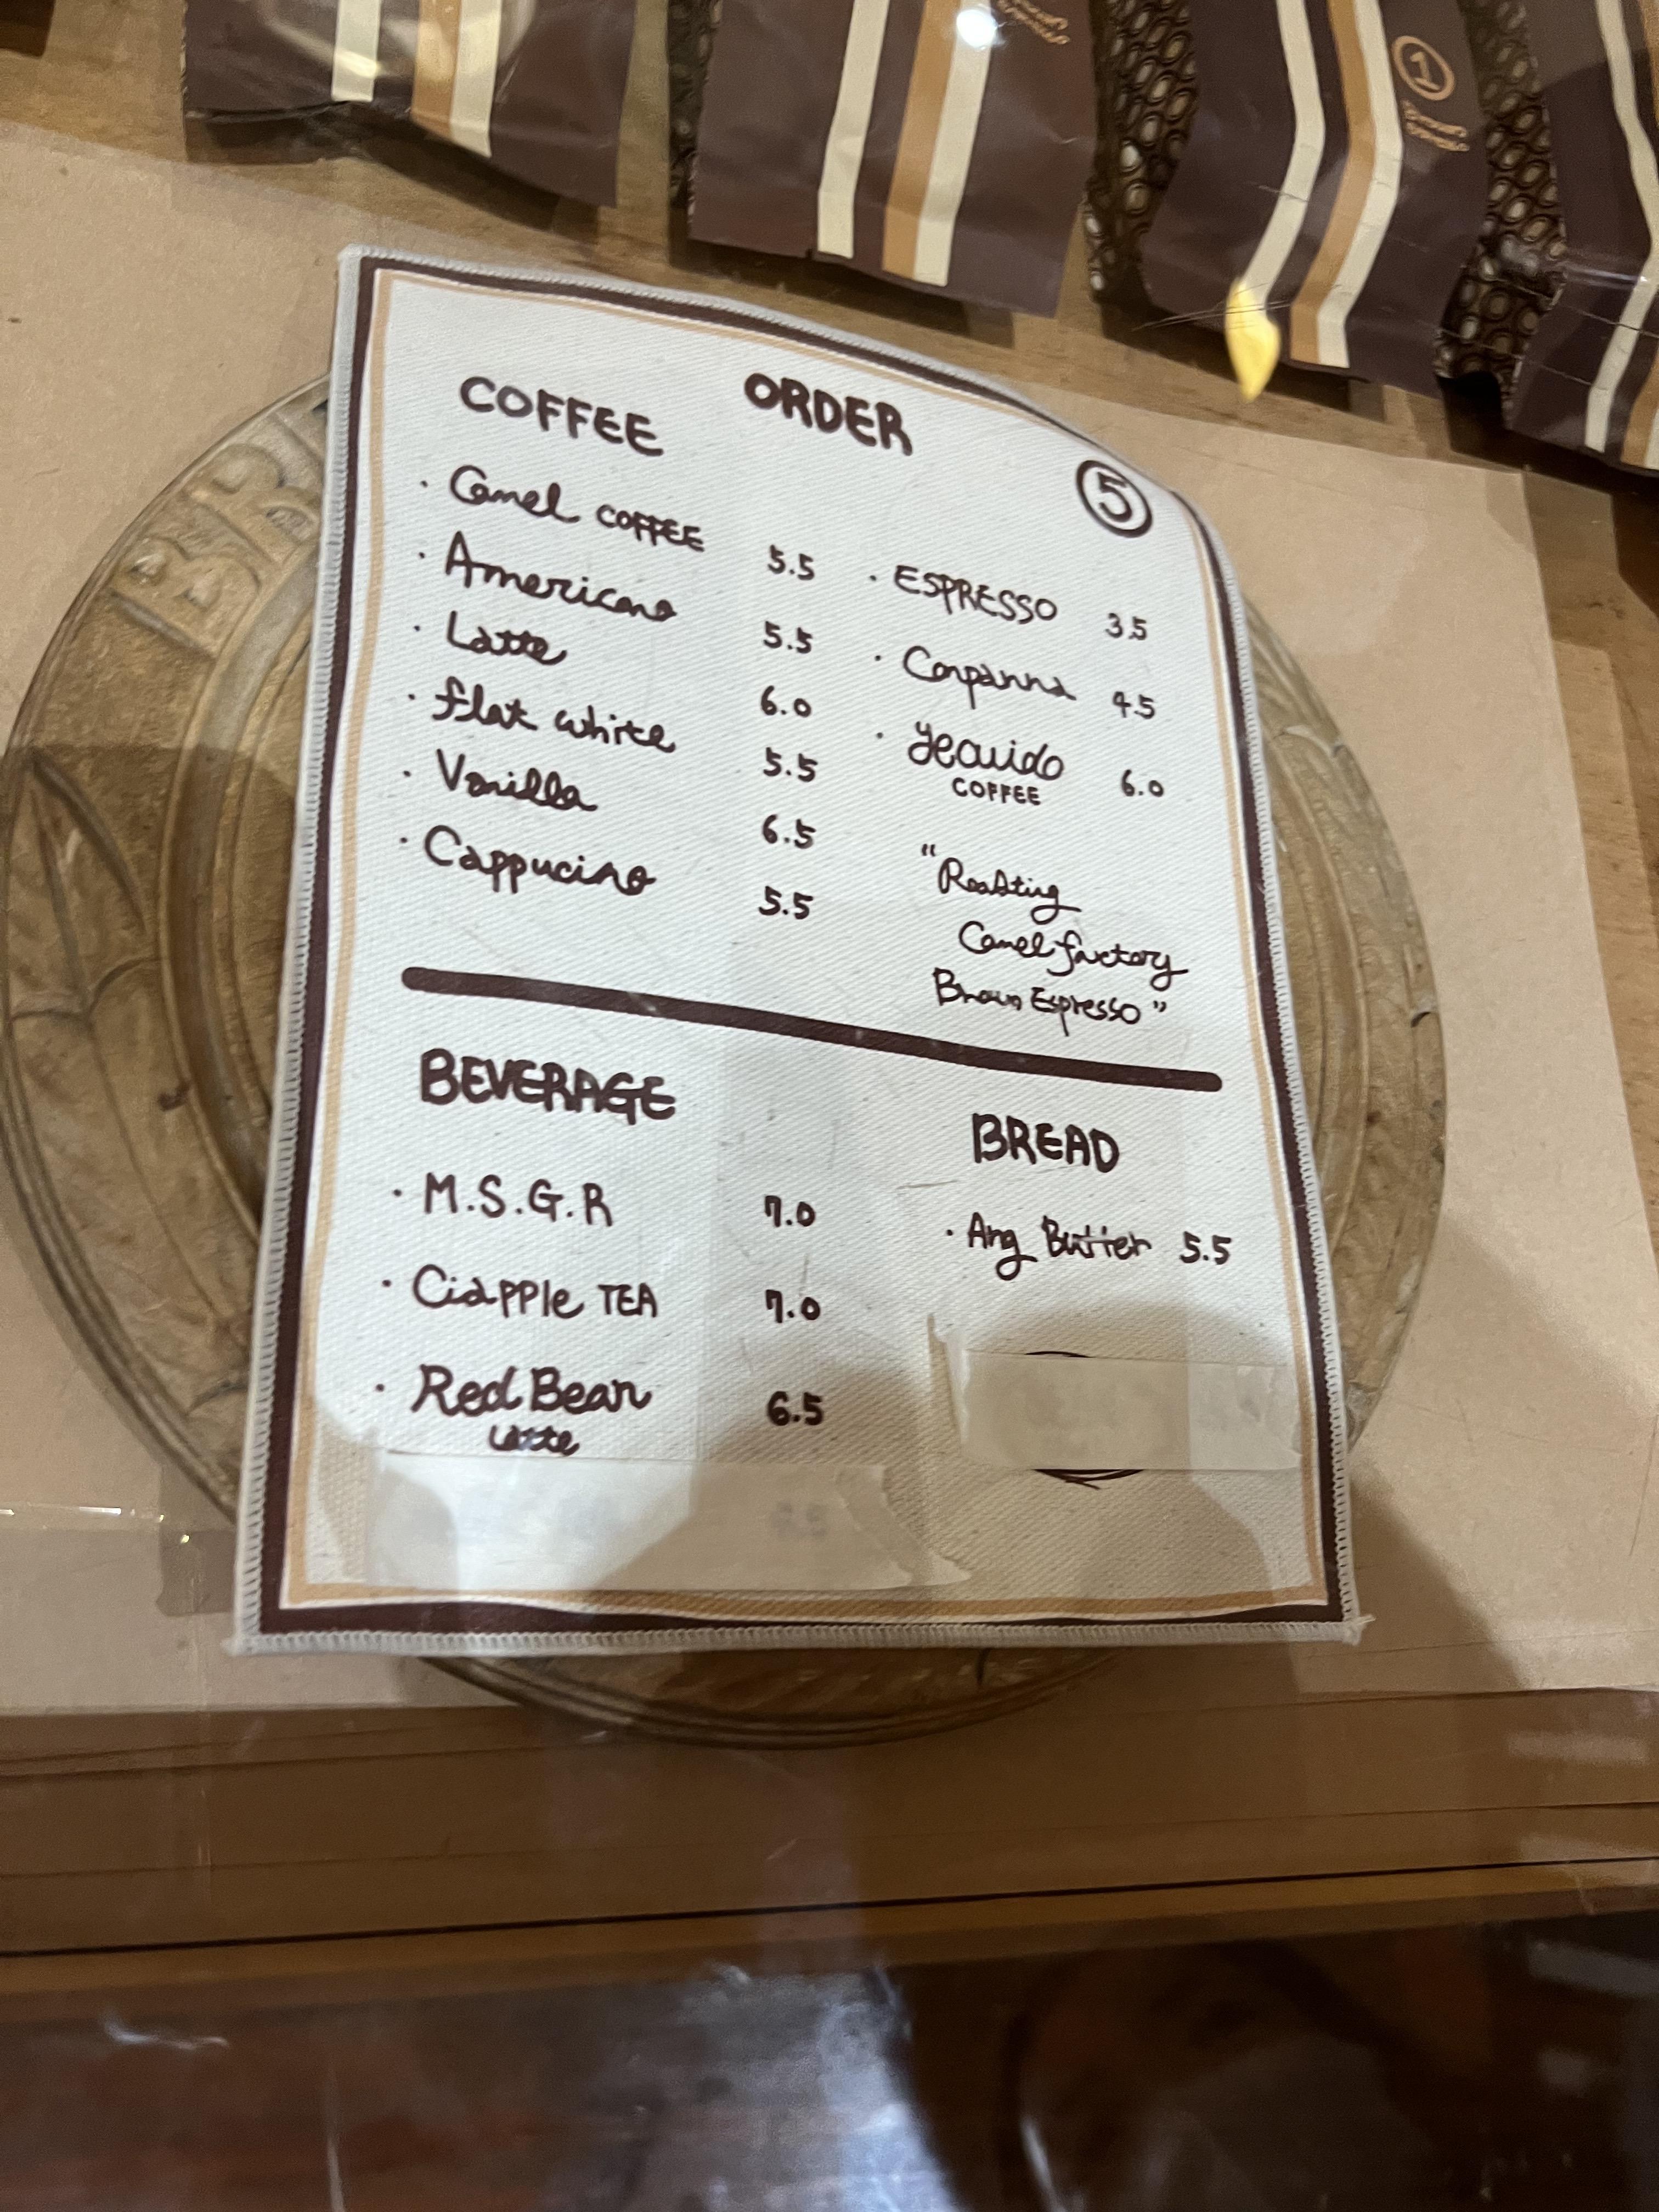 ORDER
5
COFFEE
· Camel COFFEE 5.5
· Americano 5.5
· Latte 6.0
· flat white 5.5
· Vanilla 6.5
· Cappucino 5.5
· ESPRESSO 3.5
· Conpanna 4.5
· Yeouido 6.0
COFFEE
"Roasting
Camel factory
Brown Espresso"
BEVERAGE
· M.S.G.R 7.0
· Ciapple TEA 7.0
· Red Bean 6.5
Latte
BREAD
· Ang Butter 5.5
1